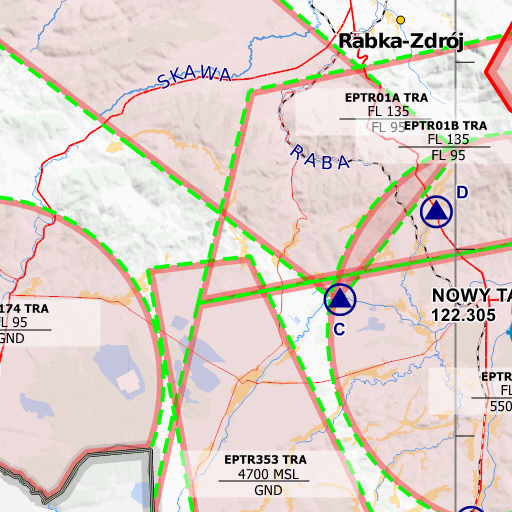 Rabka-Zdrój
SKAWA
EPTR01A TRA
FL 135
FL 95
EPTR01B TRA
FL 135
FL 95
RABA
D
NOWY TA
122.305
C
174 TRA
FL 95
GND
EPTR
FL
550
EPTR353 TRA
4700 MSL
GND